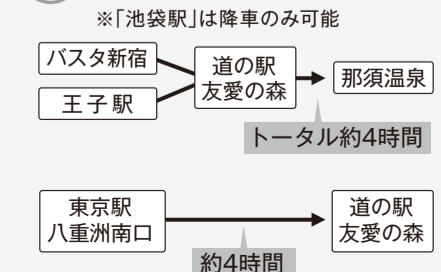 ※「池袋駅」は降車のみ可能
バスタ新宿
王子駅
道の駅
友愛の森
那須温泉
トータル約4時間
東京駅
八重洲南口
道の駅
友愛の森
約4時間